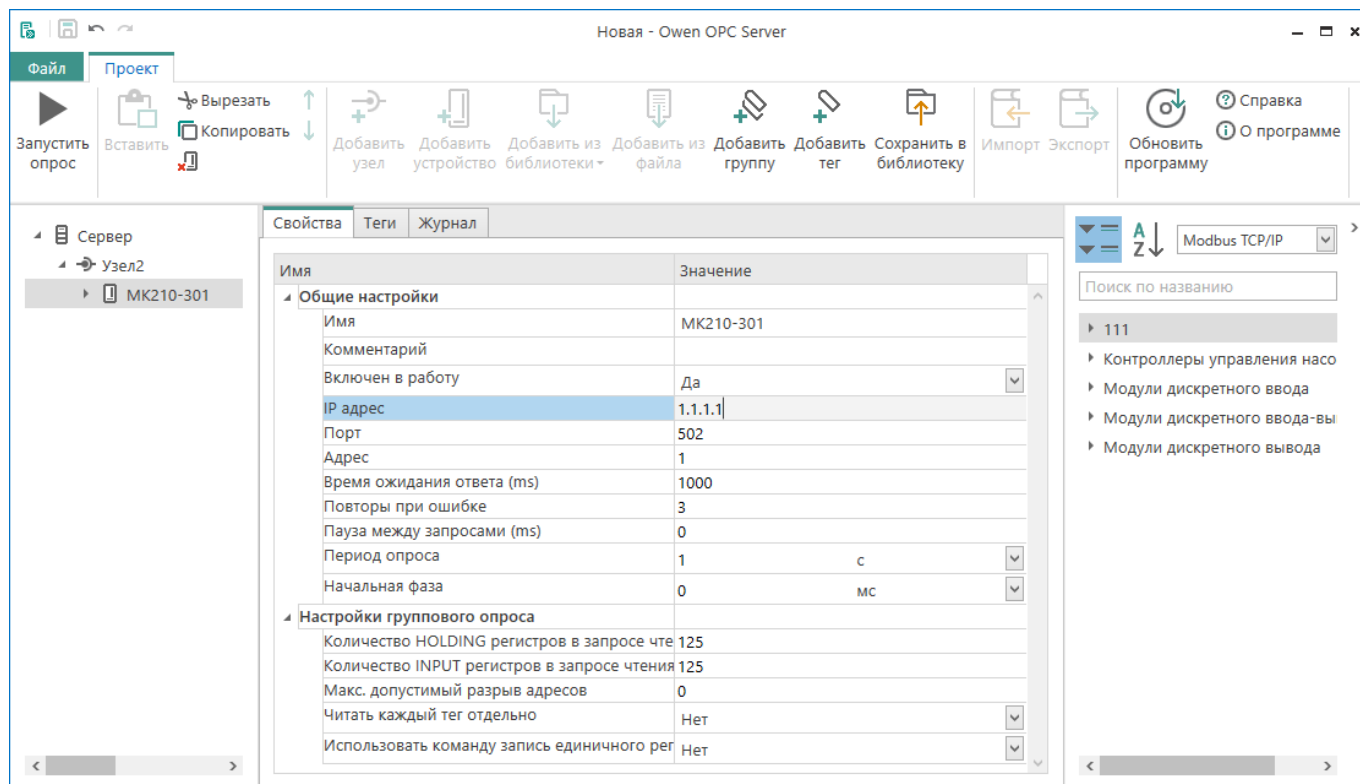 Новая - Owen OPC Server
Файл
Проект
Запустить опрос
Вставить
Вырезать
Копировать
Добавить узел
Добавить устройство
Добавить из библиотеки
Добавить из файла
Добавить группу
Добавить тег
Сохранить в библиотеку
Импорт
Экспорт
Обновить программу
Справка
О программе
Сервер
Узел2
МК210-301
Свойства
Теги
Журнал
Имя Значение
Общие настройки
Имя МК210-301
Комментарий
Включен в работу Да
IP адрес 1.1.1.1
Порт 502
Адрес 1
Время ожидания ответа (ms) 1000
Повторы при ошибке 3
Пауза между запросами (ms) 0
Период опроса 1 с
Начальная фаза 0 мс
Настройки группового опроса
Количество HOLDING регистров в запросе чте 125
Количество INPUT регистров в запросе чтения 125
Макс. допустимый разрыв адресов 0
Читать каждый тег отдельно Нет
Использовать команду запись единичного рег Нет
A
Z
Modbus TCP/IP
Поиск по названию
111
Контроллеры управления насо
Модули дискретного ввода
Модули дискретного ввода-вы
Модули дискретного вывода